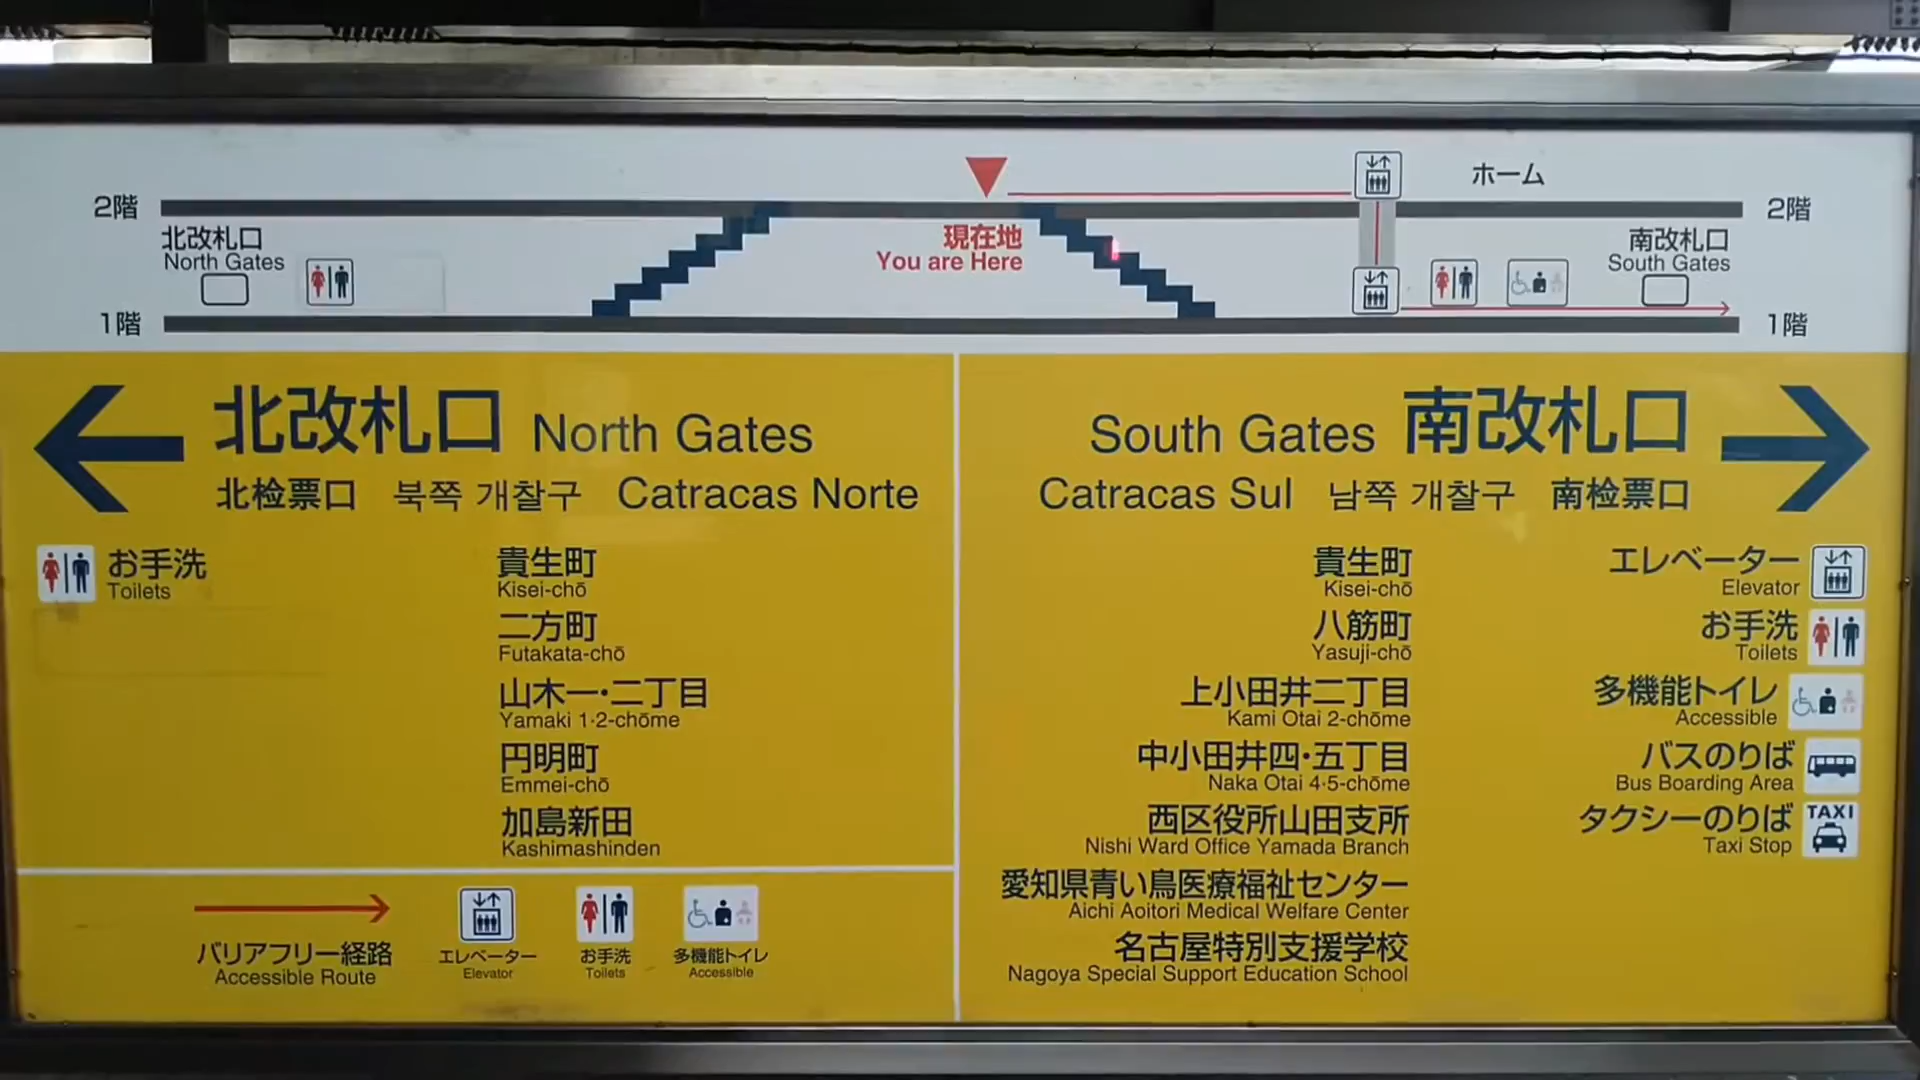 ホーム
2階
2階
北改札口
North Gates
現在地
You are Here
南改札口
South Gates
1階
1階
北改札口 North Gates
北检票口 북쪽 개찰구 Catracas Norte
お手洗
Toilets
貴生町
Kisei-chō
二方町
Futakata-chō
山木一・二丁目
Yamaki 1·2-chōme
円明町
Emmei-chō
加島新田
Kashimashinden
バリアフリー経路
Accessible Route
エレベーター
Elevator
お手洗
Toilets
多機能トイレ
Accessible
South Gates 南改札口
Catracas Sul 남쪽 개찰구 南检票口
貴生町
Kisei-chō
八筋町
Yasuji-chō
上小田井二丁目
Kami Otai 2-chōme
中小田井四・五丁目
Naka Otai 4·5-chōme
西区役所山田支所
Nishi Ward Office Yamada Branch
愛知県青い鳥医療福祉センター
Aichi Aoitori Medical Welfare Center
名古屋特別支援学校
Nagoya Special Support Education School
エレベーター
Elevator
お手洗
Toilets
多機能トイレ
Accessible
バスのりば
Bus Boarding Area
タクシーのりば
Taxi Stop
TAXI